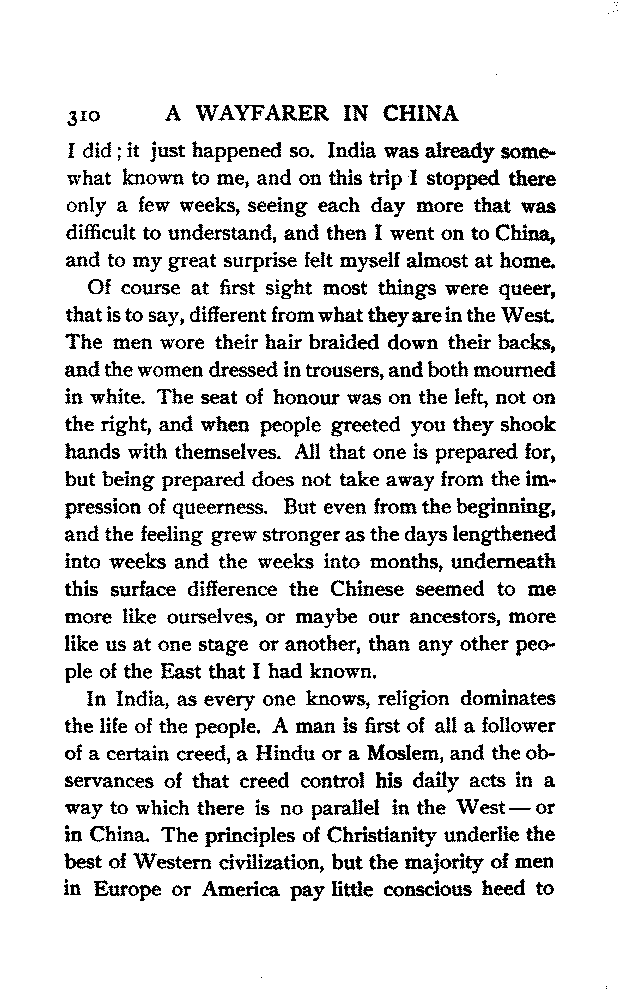 310 A WAYFARER IN CHINA
I did ; it just happened so. India was already some-
what known to me, and on this trip I stopped there
only a few weeks, seeing each day more that was
difficult to understand, and then I went on to China,
and to my great surprise felt myself almost at home.
Of course at first sight most things were queer,
that is to say, different from what they are in the West.
The men wore their hair braided down their backs,
and the women dressed in trousers, and both mourned
in white. The seat of honour was on the left, not on
the right, and when people greeted you they shook
hands with themselves. All that one is prepared for,
but being prepared does not take away from the im-
pression of queerness. But even from the beginning,
and the feeling grew stronger as the days lengthened
into weeks and the weeks into months, underneath
this surface difference the Chinese seemed to me
more like ourselves, or maybe our ancestors, more
like us at one stage or another, than any other peo-
ple of the East that I had known.
In India, as every one knows, religion dominates
the life of the people. A man is first of all a follower
of a certain creed, a Hindu or a Moslem, and the ob-
servances of that creed control his daily acts in a
way to which there is no parallel in the West — or
in China. The principles of Christianity underlie the
best of Western civilization, but the majority of men
in Europe or America pay little conscious heed to